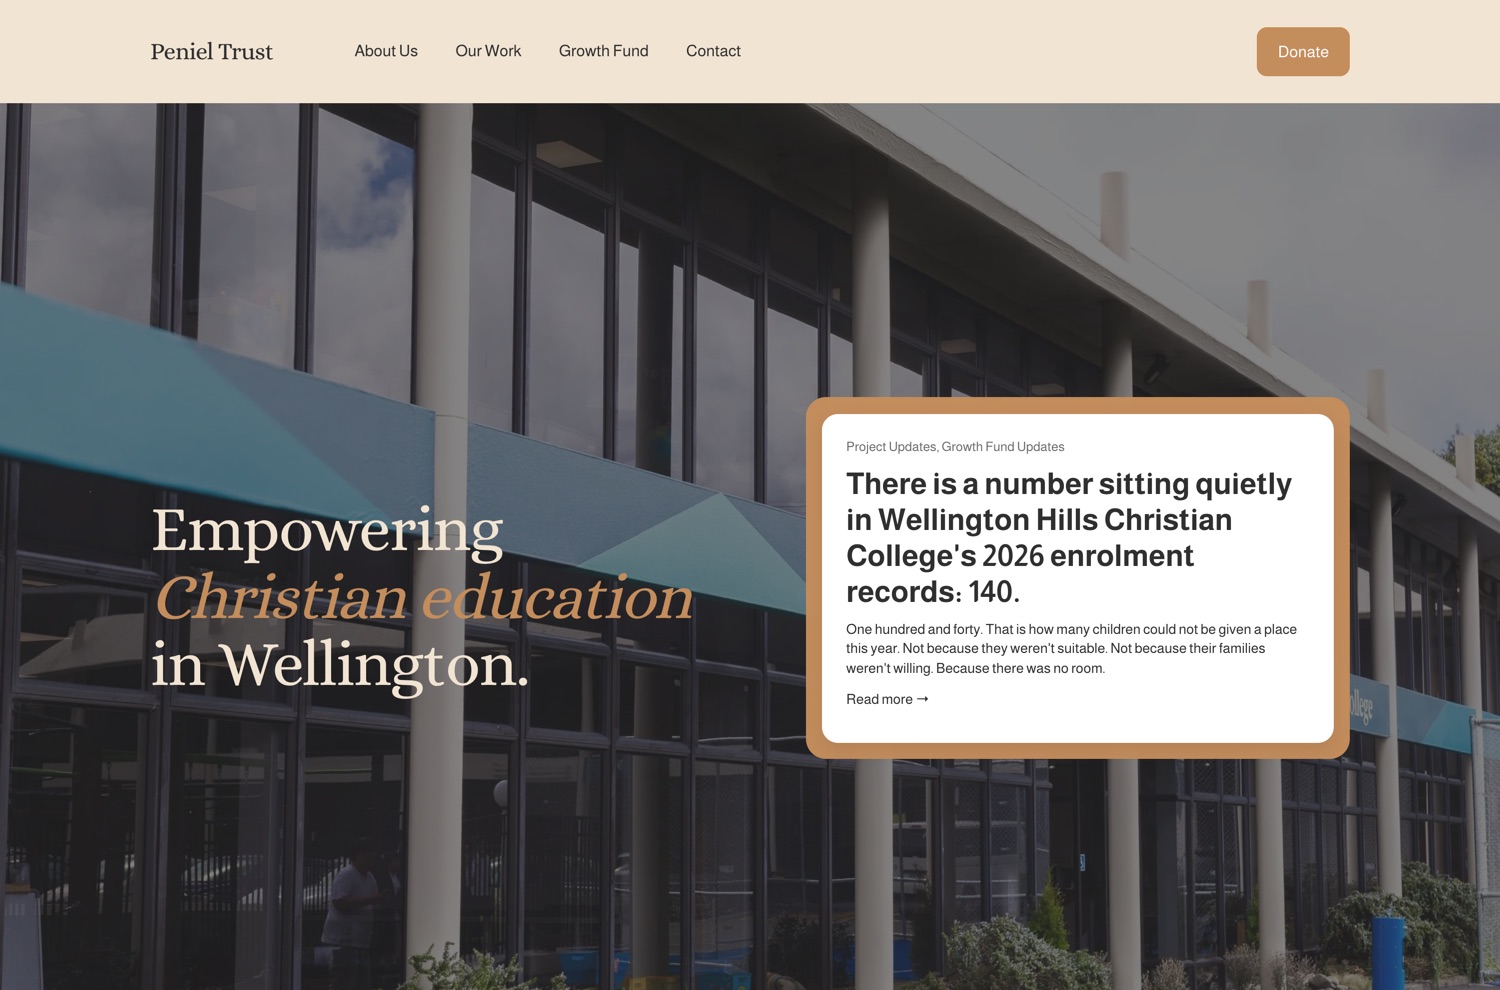 Peniel Trust
About Us
Our Work
Growth Fund
Contact
Donate
Empowering
Christian education
in Wellington.
Project Updates, Growth Fund Updates
There is a number sitting quietly
in Wellington Hills Christian
College's 2026 enrolment
records: 140.
One hundred and forty. That is how many children could not be given a place
this year. Not because they weren't suitable. Not because their families
weren't willing. Because there was no room.
Read more →